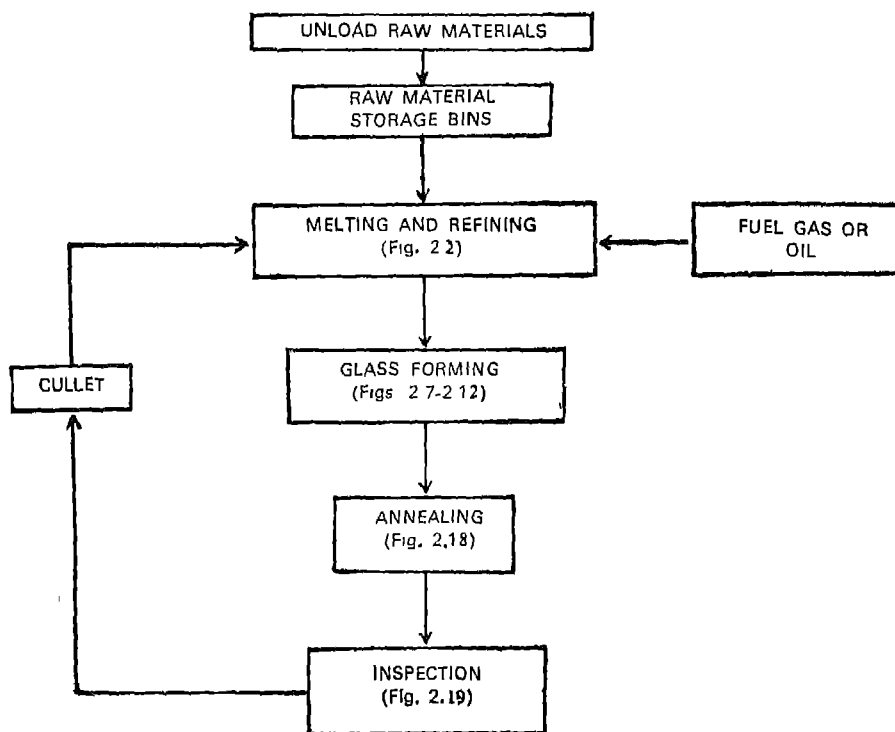 UNLOAD RAW MATERIALS
RAW MATERIAL
STORAGE BINS
MELTING AND REFINING
(Fig. 2 2)
FUEL GAS OR
OIL
CULLET
GLASS FORMING
(Figs 2 7-2 12)
ANNEALING
(Fig. 2.18)
INSPECTION
(Fig. 2.19)